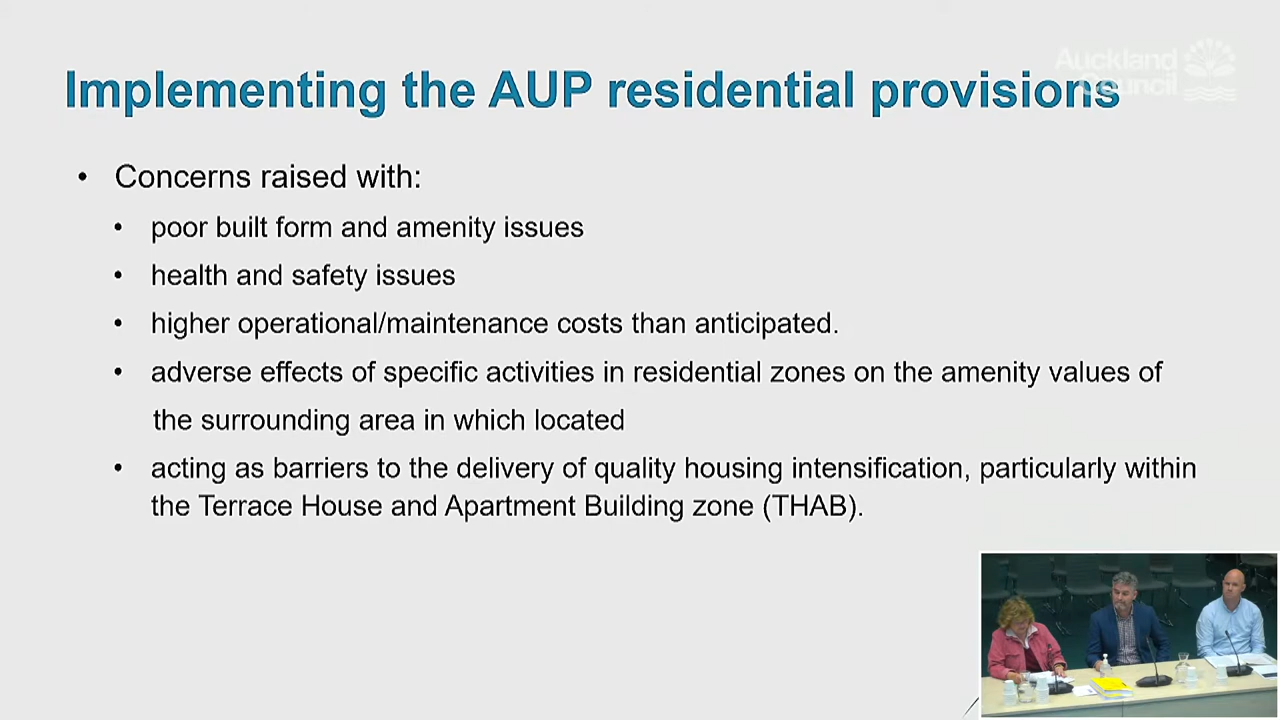 Auckland
Council
Implementing the AUP residential provisions
• Concerns raised with:
• poor built form and amenity issues
• health and safety issues
• higher operational/maintenance costs than anticipated.
• adverse effects of specific activities in residential zones on the amenity values of
the surrounding area in which located
• acting as barriers to the delivery of quality housing intensification, particularly within
the Terrace House and Apartment Building zone (THAB).